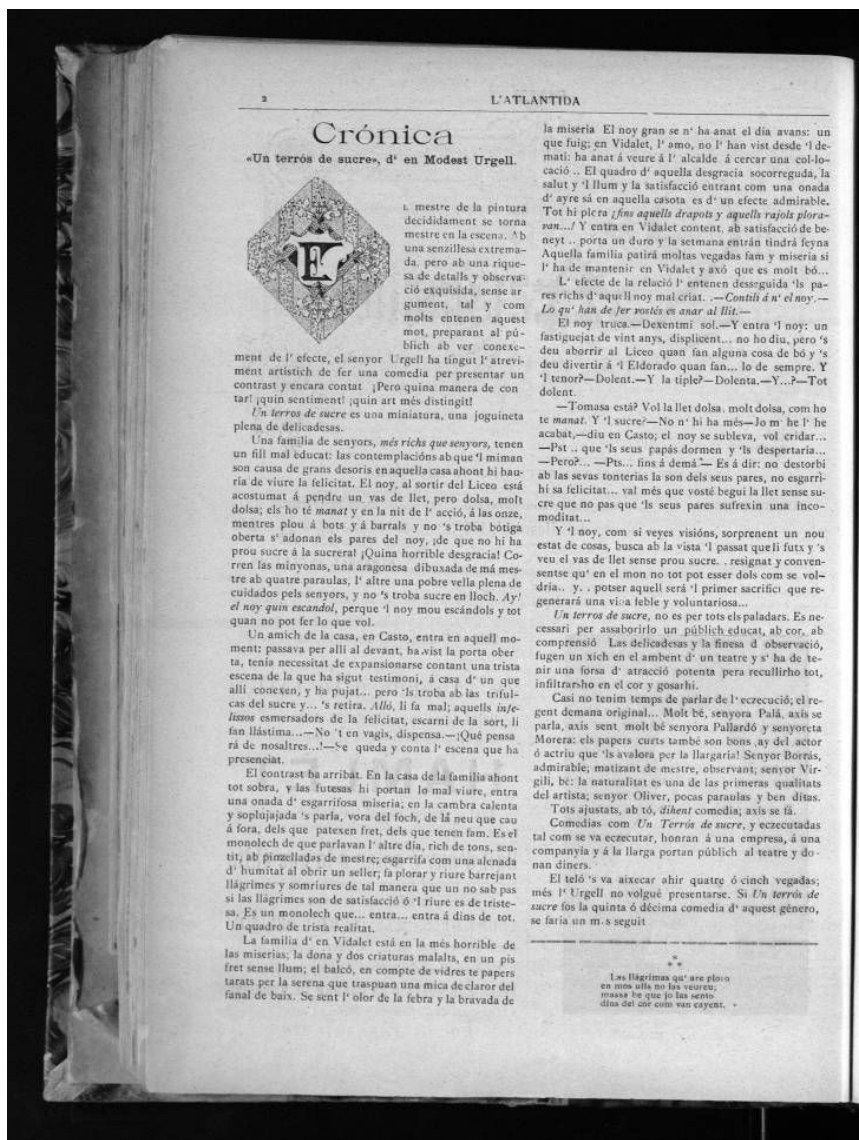 2
L'ATLANTIDA
Crónica
«Un terrós de sucre», d' en Modest Urgell.
EL mestre de la pintura
decididament se torna
mestre en la escena. Ab
una senzillesa extrema-
da, pero ab una rique-
sa de detalls y observa-
ció exquisida, sense ar
gument, tal y com
molts entenen aquest
mot, preparant al pú-
blich ab ver conexe-
ment de l' efecte, el senyor Urgell ha tingut l' atrevi-
ment artistich de fer una comedia per presentar un
contrast y encara contat ¡Pero quina manera de con
tar! ¡quin sentiment! ¡quin art més distingit!
Un terros de sucre es una miniatura, una joguineta
plena de delicadesas.
Una familia de senyors, més richs que senyors, tenen
un fill mal educat: las contemplacións ab que 'l miman
son causa de grans desoris en aquella casa ahont hi hau-
ría de viure la felicitat. El noy, al sortir del Liceo está
acostumat á pendre un vas de llet, pero dolsa, molt
dolsa; els ho té manat y en la nit de l' acció, á las onze,
mentres plou á bots y á barrals y no 's troba botiga
oberta s' adonan els pares del noy, ¡de que no hi ha
prou sucre á la sucrera! ¡Quina horrible desgracia! Co-
rren las minyonas, una aragonesa dibuxada de má mes-
tre ab quatre paraulas, l' altre una pobre vella plena de
cuidados pels senyors, y no 's troba sucre en lloch. Ay!
el noy quin escandol, perque 'l noy mou escándols y tot
quan no pot fer lo que vol.
Un amich de la casa, en Casto, entra en aquell mo-
ment: passava per allí al devant, ha vist la porta ober
ta, tenía necessitat de expansionarse contant una trista
escena de la que ha sigut testimoni, á casa d' un que
allí conexen, y ha pujat... pero 'ls troba ab las triful-
cas del sucre y... 's retira. Alló, li fa mal; aquells infe-
lissos esmersadors de la felicitat, escarni de la sort, li
fan llástima...—No 't en vagis, dispensa.—¡Qué pensa
rá de nosaltres...!—Se queda y conta l' escena que ha
presenciat.
El contrast ha arribat. En la casa de la familia ahont
tot sobra, y las futesas hi portan lo mal viure, entra
una onada d' esgarrifosa miseria; en la cambra calenta
y soplujajada 's parla, vora del foch, de la neu que cau
á fora, dels que patexen fret, dels que tenen fam. Es el
monolech de que parlavan l' altre día, rich de tons, sen-
tit, ab pinzelladas de mestre; esgarrifa com una alenada
d' humitat al obrir un seller; fa plorar y riure barrejant
llágrimes y somriures de tal manera que un no sab pas
si las llágrimes son de satisfacció ó 'l riure es de triste-
sa. Es un monolech que... entra... entra á dins de tot.
Un quadro de trista realitat.
La familia d' en Vidalet está en la més horrible de
las miserias; la dona y dos criaturas malalts, en un pis
fret sense llum; el balcó, en compte de vidres te papers
tarats per la serena que traspuan una mica de claror del
fanal de baix. Se sent l' olor de la febra y la bravada de
la miseria El noy gran se n' ha anat el día avans: un
que fuig; en Vidalet, l' amo, no l' han vist desde 'l de-
matí: ha anat á veure á l' alcalde á cercar una col-lo-
cació .. El quadro d' aquella desgracia socorreguda, la
salut y 'l llum y la satisfacció entrant com una onada
d' ayre sá en aquella casota es d' un efecte admirable.
Tot hi plora ¡fins aquells drapots y aquells rajols plora-
van...! Y entra en Vidalet content, ab satisfacció de be-
neyt .. porta un duro y la setmana entrán tindrá feyna
Aquella familia patirá moltas vegadas fam y miseria si
l' ha de mantenir en Vidalet y axó que es molt bó...
L' efecte de la relació l' entenen desseguida 'ls pa-
res richs d' aquell noy mal criat. .—Contili á n' el noy.—
Lo qu' han de fer vostés es anar al llit.—
El noy truca.—Dexentmi sol.—Y entra 'l noy: un
fastiguejat de vint anys, displicent... no ho diu, pero 's
deu aborrir al Liceo quan fan alguna cosa de bó y 's
deu divertir á 'l Eldorado quan fan... lo de sempre. Y
'l tenor?—Dolent.—Y la tiple?—Dolenta.—Y...?—Tot
dolent.
—Tomasa está? Vol la llet dolsa, molt dolsa, com ho
te manat. Y 'l sucre?—No n' hi ha més—Jo m' he l' he
acabat,—diu en Casto; el noy se subleva, vol cridar...
—Pst .. que 'ls seus papás dormen y 'ls despertaría...
—Pero?... —Pts... fins á demá.—Es á dir: no destorbi
ab las sevas tonterias la son dels seus pares, no esgarri-
hi sa felicitat... val més que vosté begui la llet sense su-
cre que no pas que 'ls seus pares sufrexin una inco-
moditat...
Y 'l noy, com si veyes visións, sorprenent un nou
estat de cosas, busca ab la vista 'l passat que li futx y 's
veu el vas de llet sense prou sucre. . resignat y conven-
sentse qu' en el mon no tot pot esser dols com se vol-
dría.. y. . potser aquell será 'l primer sacrifici que re-
generará una vida feble y voluntariosa...
Un terros de sucre, no es per tots els paladars. Es ne-
cessari per assaborirlo un públich educat, ab cor, ab
comprensió Las delicadesas y la finesa d observació,
fugen un xich en el ambent d' un teatre y s' ha de te-
nir una forsa d' atracció potenta pera recullirho tot,
infiltrarsho en el cor y gosarhi.
Casi no tenim temps de parlar de l' eczecució; el re-
gent demana original... Molt bé, senyora Palá, axis se
parla, axis sent molt bé senyora Pallardó y senyoreta
Morera: els papers curts també son bons ¡ay del actor
ó actriu que 'ls avalora per la llargaria! Senyor Borrás,
admirable; matizant de mestre, observant; senyor Vir-
gili, bé: la naturalitat es una de las primeras qualitats
del artista; senyor Oliver, pocas paraulas y ben ditas.
Tots ajustats, ab tó, dihent comedia; axis se fá.
Comedias com Un Terrós de sucre, y eczecutadas
tal com se va eczecutar, honran á una empresa, á una
companyía y á la llarga portan públich al teatre y do-
nan diners.
El teló 's va aixecar ahir quatre ó cinch vegadas;
més l' Urgell no volgué presentarse. Si Un terrós de
sucre fos la quinta ó décima comedia d' aquest género,
se faría un m.s seguit
* * *
Las llágrimas qu' are ploro
en mos ulls no las veureu;
massa be que jo las sento
dins del cor com van cayent.